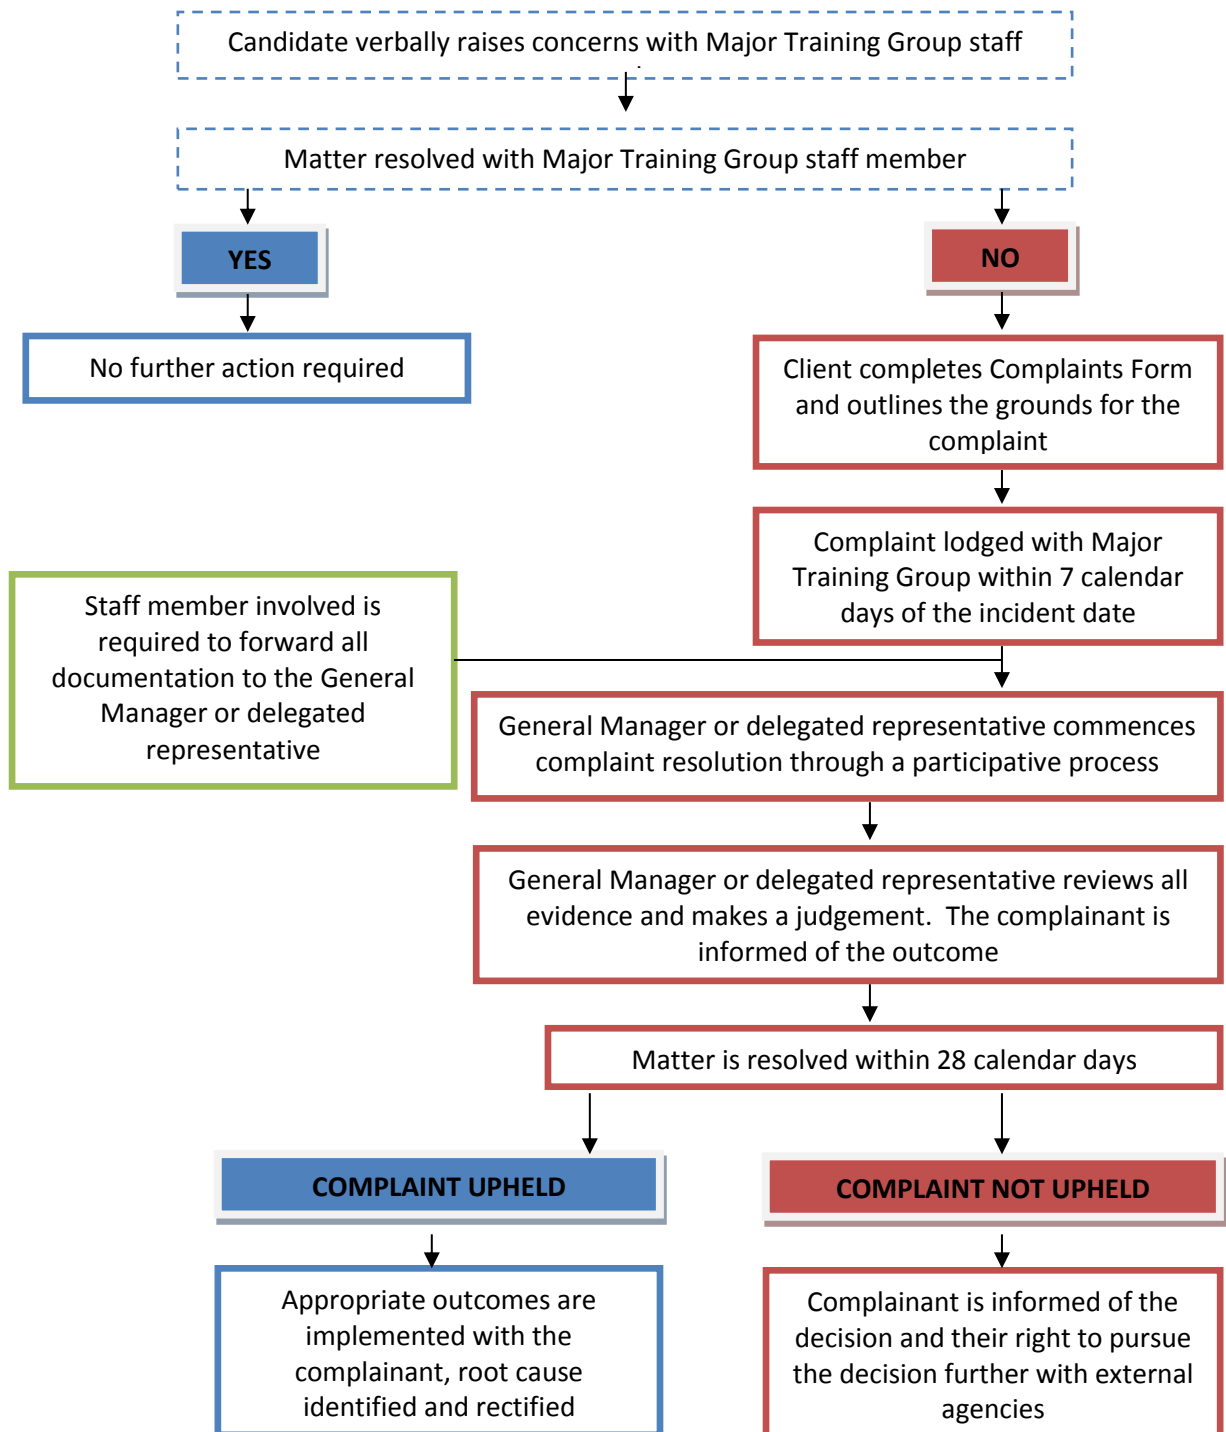 Candidate verbally raises concerns with Major Training Group staff
Matter resolved with Major Training Group staff member
YES
NO
No further action required
Client completes Complaints Form
and outlines the grounds for the
complaint
Complaint lodged with Major
Training Group within 7 calendar
days of the incident date
Staff member involved is
required to forward all
documentation to the General
Manager or delegated
representative
General Manager or delegated representative commences
complaint resolution through a participative process
General Manager or delegated representative reviews all
evidence and makes a judgement.  The complainant is
informed of the outcome
Matter is resolved within 28 calendar days
COMPLAINT UPHELD
COMPLAINT NOT UPHELD
Appropriate outcomes are
implemented with the
complainant, root cause
identified and rectified
Complainant is informed of the
decision and their right to pursue
the decision further with external
agencies